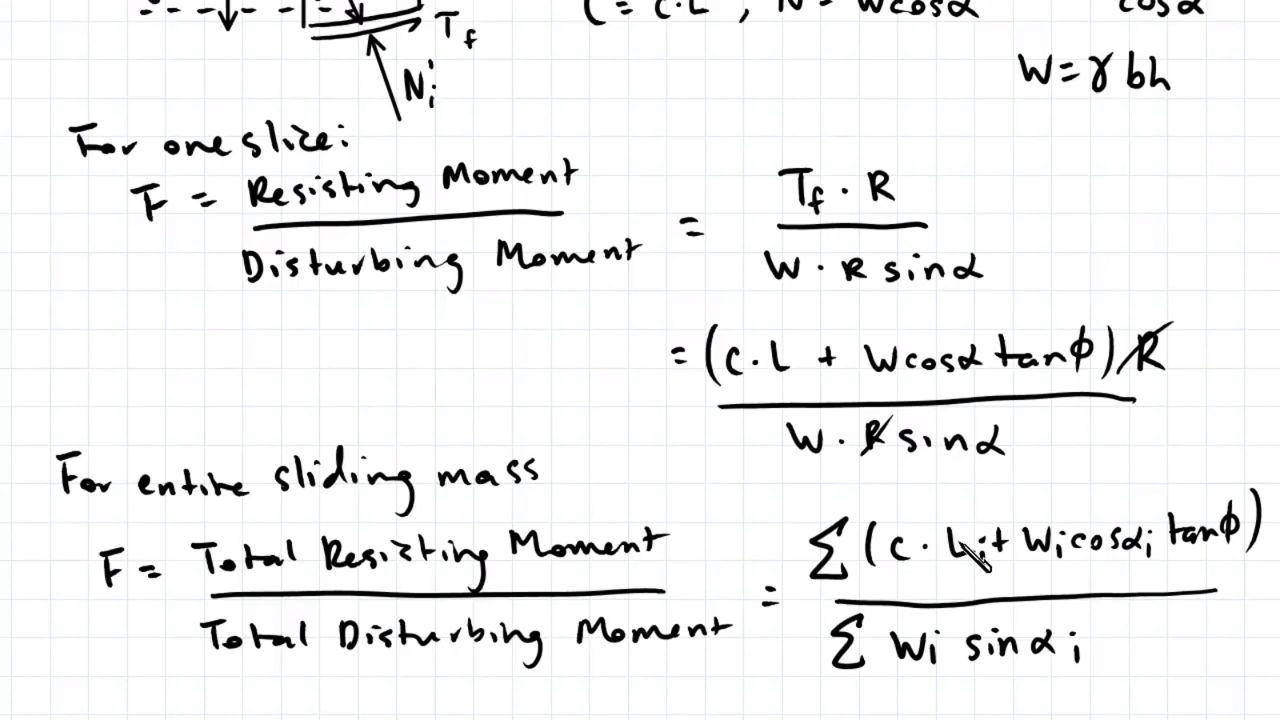 C = c·L , N = Wcosα cosα
T_f
W = γbh
N_i
For one slice:
F = Resisting Moment / Disturbing Moment = T_f · R / W · R sinα
= (c·L + Wcosα tanϕ) R / W · R sinα
For entire sliding mass
F = Total Resisting Moment / Total Disturbing Moment = Σ (c · L_i + W_i cosα_i tanϕ) / Σ W_i sinα_i